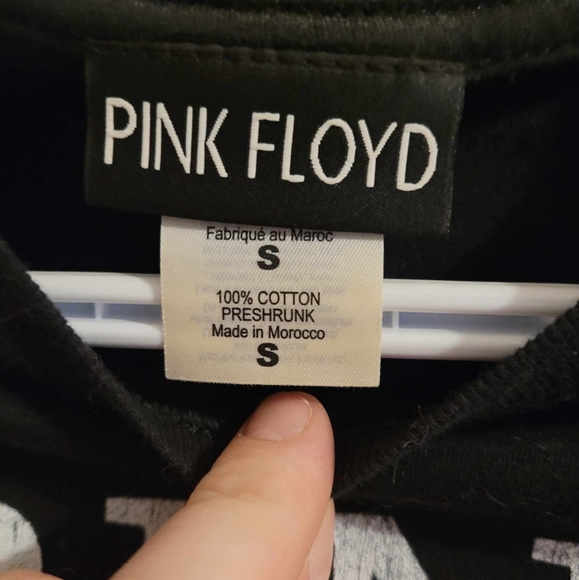 PINK FLOYD
Fabriqué au Maroc
S
100% COTTON
PRESHRUNK
Made in Morocco
S